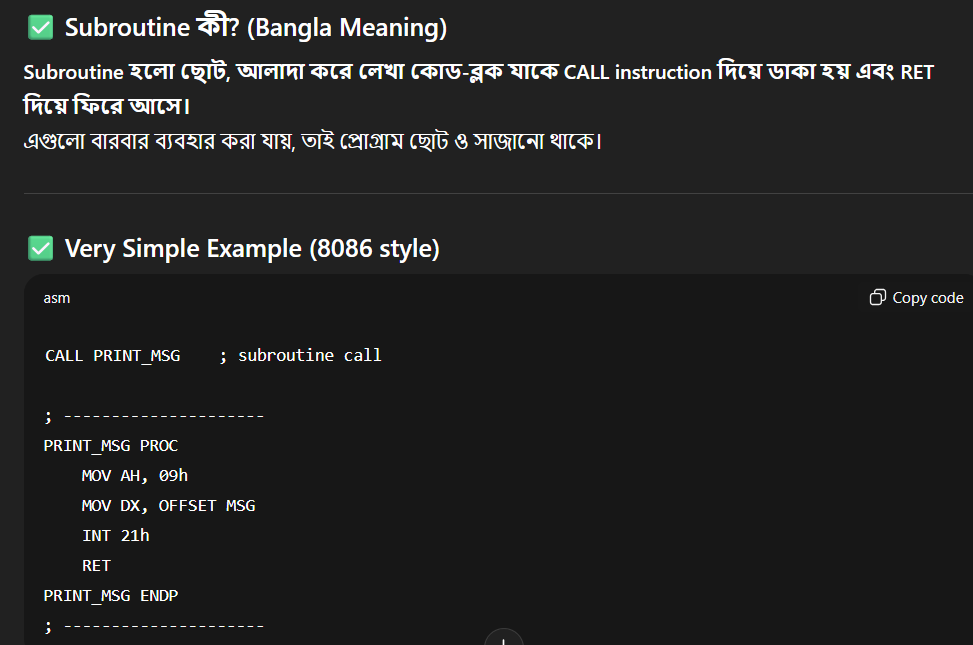 ✅ Subroutine কী? (Bangla Meaning)
Subroutine হলো ছোট, আলাদা করে লেখা কোড-ব্লক যাকে CALL instruction দিয়ে ডাকা হয় এবং RET
দিয়ে ফিরে আসে।
এগুলো বারবার ব্যবহার করা যায়, তাই প্রোগ্রাম ছোট ও সাজানো থাকে।
✅ Very Simple Example (8086 style)
asm
Copy code
CALL PRINT_MSG    ; subroutine call
; ---------------------
PRINT_MSG PROC
    MOV AH, 09h
    MOV DX, OFFSET MSG
    INT 21h
    RET
PRINT_MSG ENDP
; ---------------------